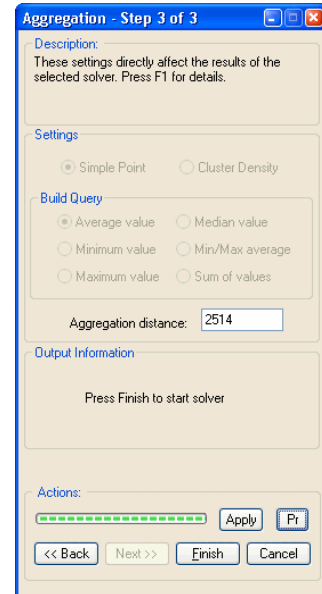 Aggregation - Step 3 of 3
Description:
These settings directly affect the results of the
selected solver. Press F1 for details.
Settings
Simple Point Cluster Density
Build Query
Average value Median value
Minimum value Min/Max average
Maximum value Sum of values
Aggregation distance: 2514
Output Information
Press Finish to start solver
Actions:
Apply Pr
<< Back Next >> Finish Cancel